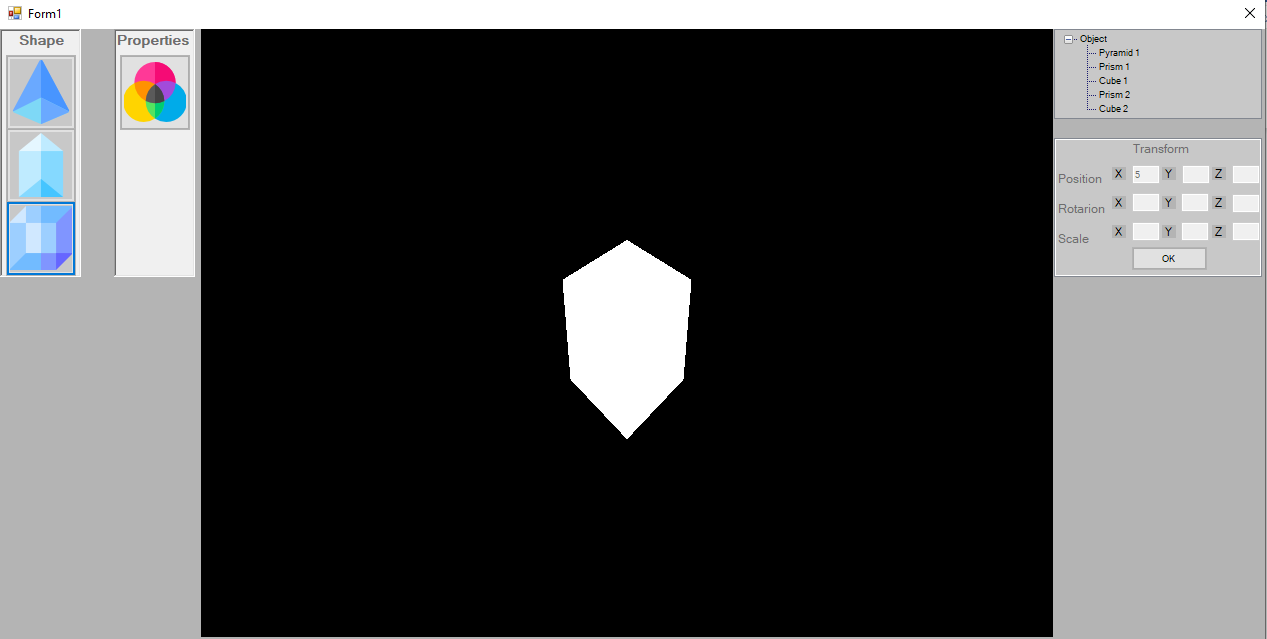 Form1
Shape
Properties
Object
Pyramid 1
Prism 1
Cube 1
Prism 2
Cube 2
Transform
Position X 5 Y Z
Rotarion X Y Z
Scale X Y Z
OK